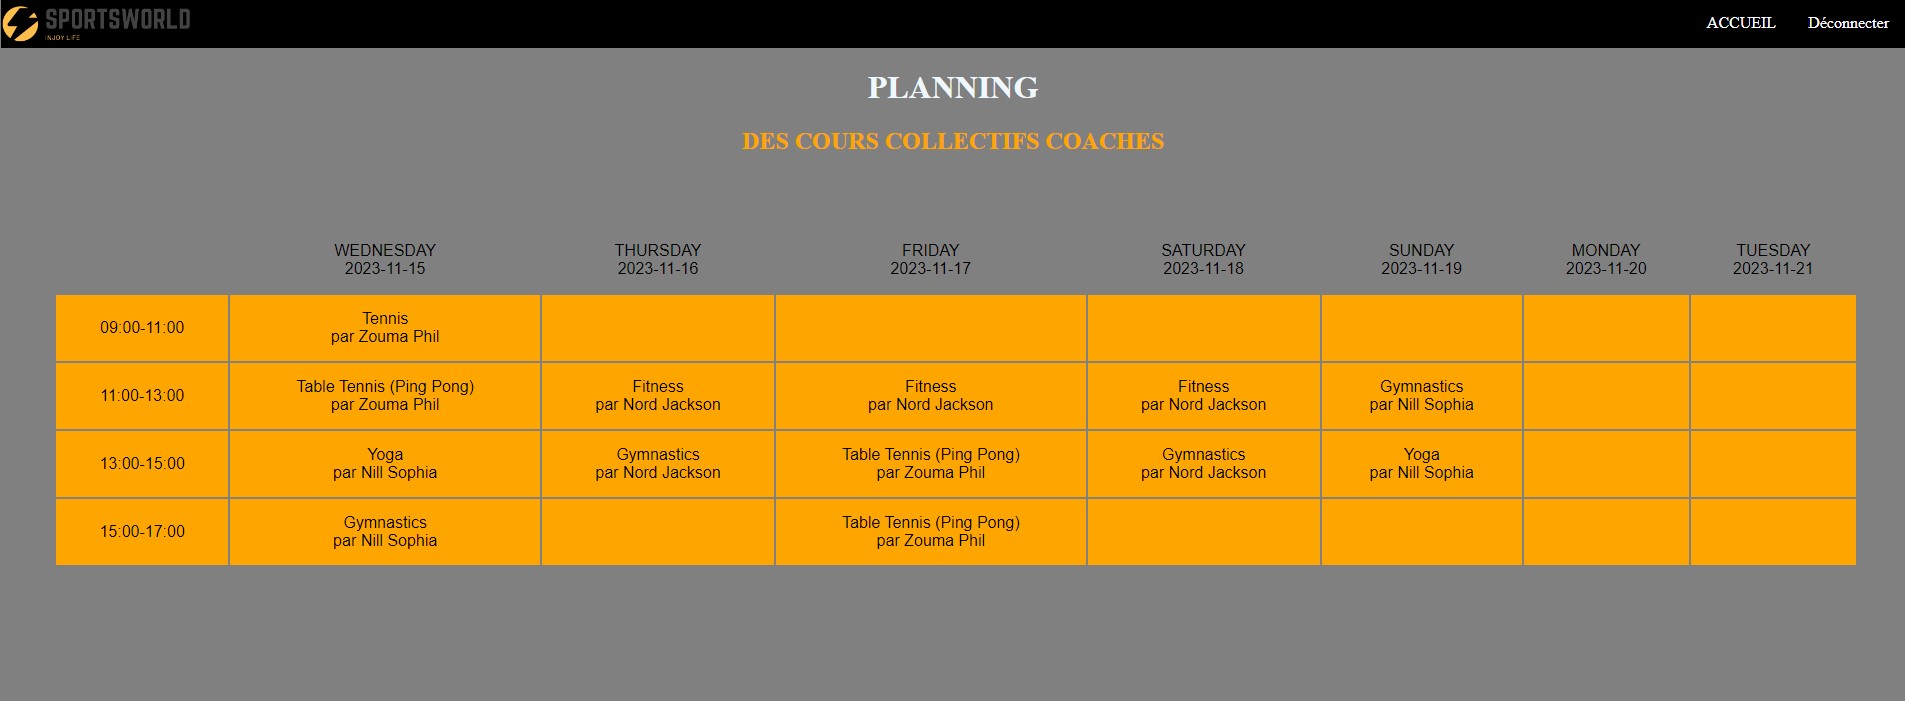 SPORTSWORLD
INJOY LIFE
ACCUEIL Déconnecter
PLANNING
DES COURS COLLECTIFS COACHES
WEDNESDAY THURSDAY FRIDAY SATURDAY SUNDAY MONDAY TUESDAY
2023-11-15 2023-11-16 2023-11-17 2023-11-18 2023-11-19 2023-11-20 2023-11-21
09:00-11:00
Tennis
par Zouma Phil
11:00-13:00
Table Tennis (Ping Pong)
par Zouma Phil
Fitness
par Nord Jackson
Fitness
par Nord Jackson
Fitness
par Nord Jackson
Gymnastics
par Nill Sophia
13:00-15:00
Yoga
par Nill Sophia
Gymnastics
par Nord Jackson
Table Tennis (Ping Pong)
par Zouma Phil
Gymnastics
par Nord Jackson
Yoga
par Nill Sophia
15:00-17:00
Gymnastics
par Nill Sophia
Table Tennis (Ping Pong)
par Zouma Phil